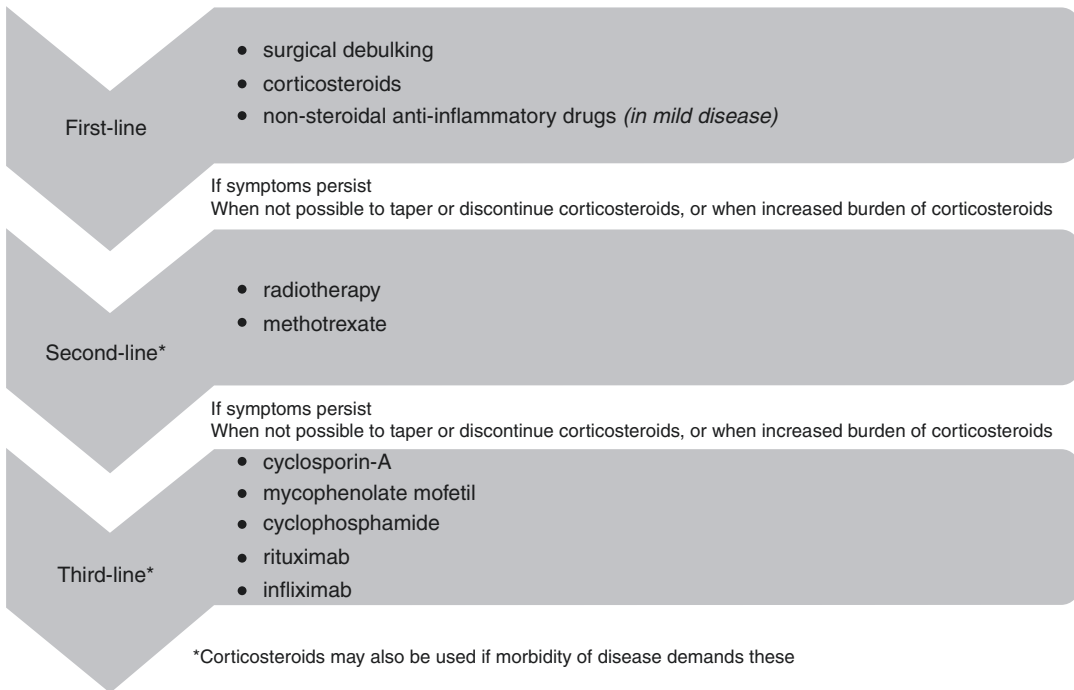 First-line
• surgical debulking
• corticosteroids
• non-steroidal anti-inflammatory drugs (in mild disease)
If symptoms persist
When not possible to taper or discontinue corticosteroids, or when increased burden of corticosteroids
Second-line*
• radiotherapy
• methotrexate
If symptoms persist
When not possible to taper or discontinue corticosteroids, or when increased burden of corticosteroids
Third-line*
• cyclosporin-A
• mycophenolate mofetil
• cyclophosphamide
• rituximab
• infliximab
*Corticosteroids may also be used if morbidity of disease demands these